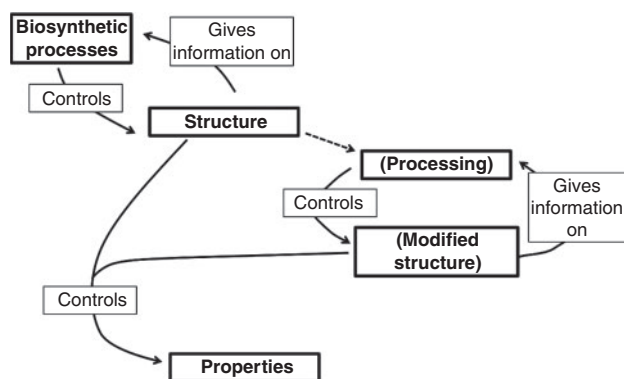 Biosynthetic
processes
Gives
information on
Controls
Structure
(Processing)
Controls
Gives
information
on
(Modified
structure)
Controls
Properties